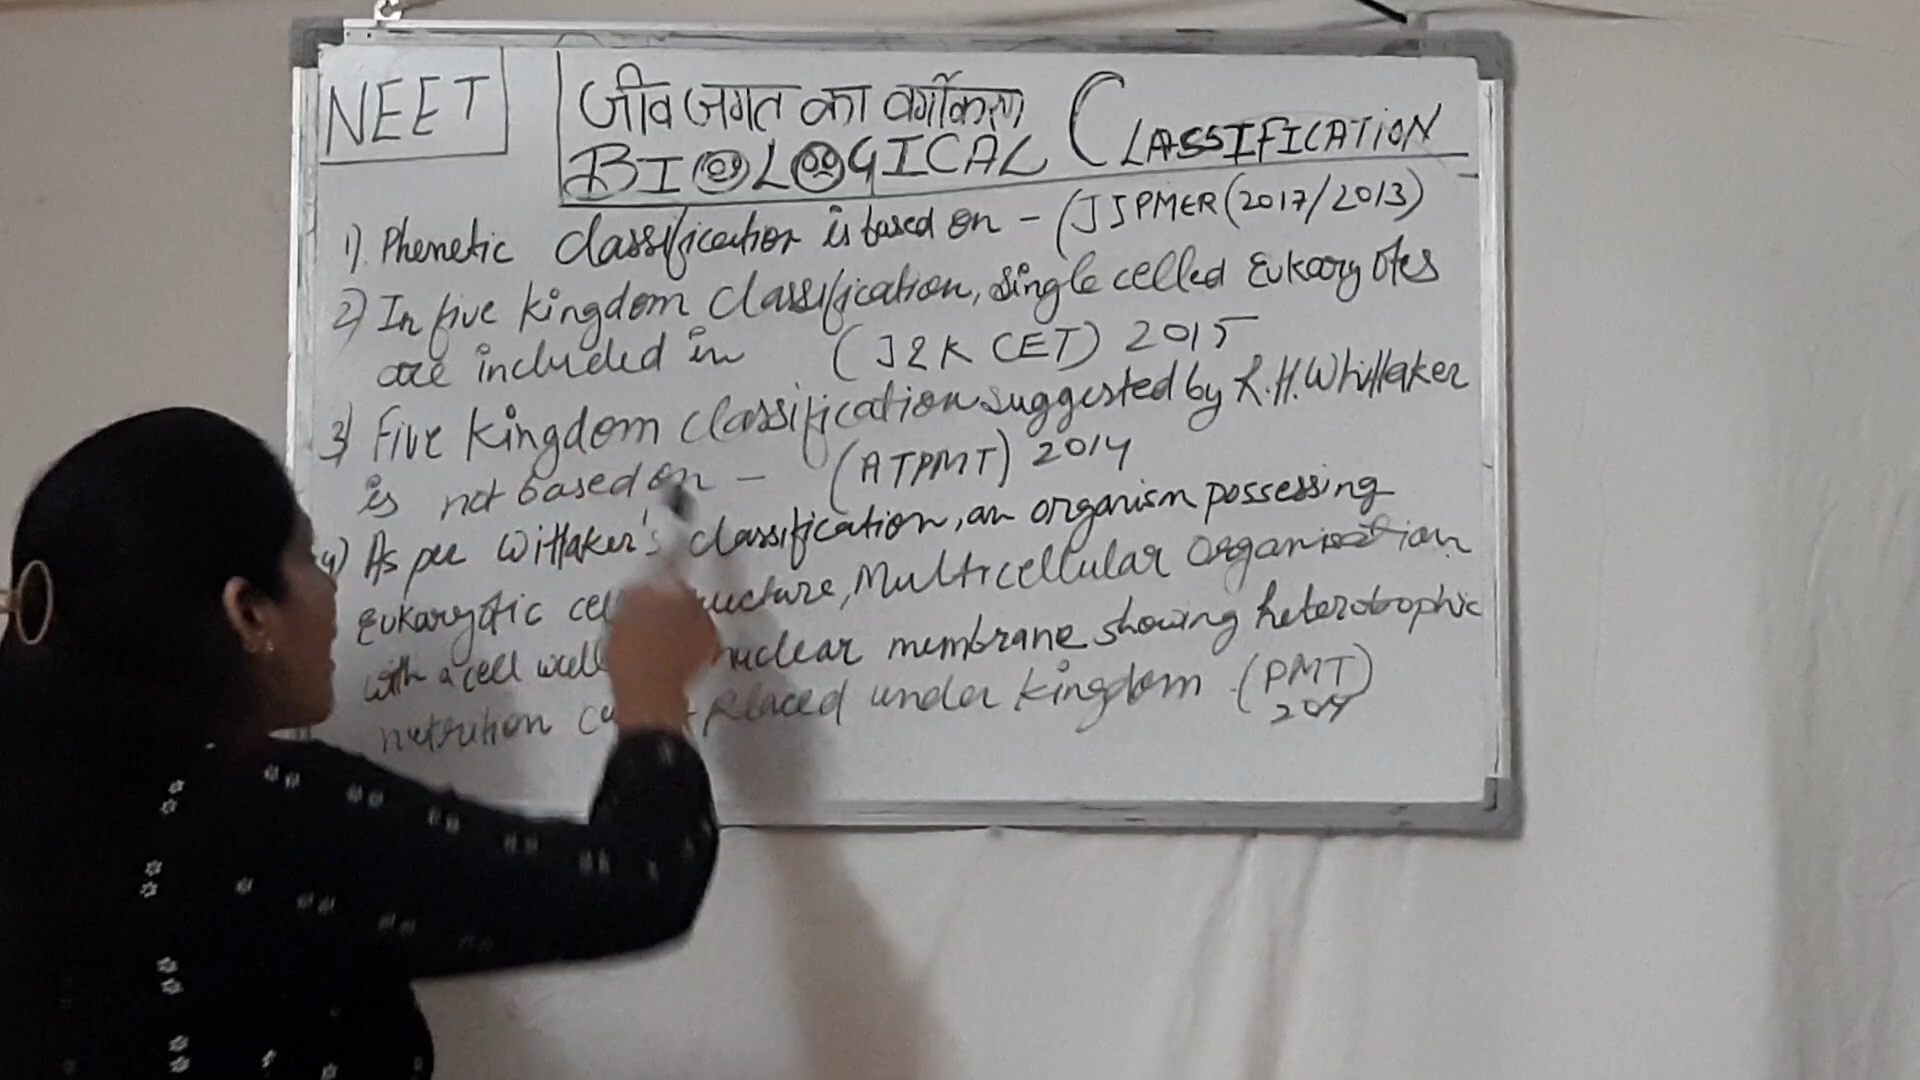 NEET
जीव जगत का वर्गीकरण
BIOLOGICAL CLASSIFICATION
1) Phenetic classification is based on - (JIPMER (2017/2013)
2) In five kingdom classification, single celled Eukaryotes
are included in (J&K CET) 2015
3) Five kingdom classification suggested by R.H. Whittaker
is not based on - (AIPMT) 2014
4) As per Wittaker's classification, an organism possessing
Eukaryotic cell structure, Multicellular Organization
with a cell wall nuclear membrane showing heterotrophic
nutrition placed under kingdom (PMT)